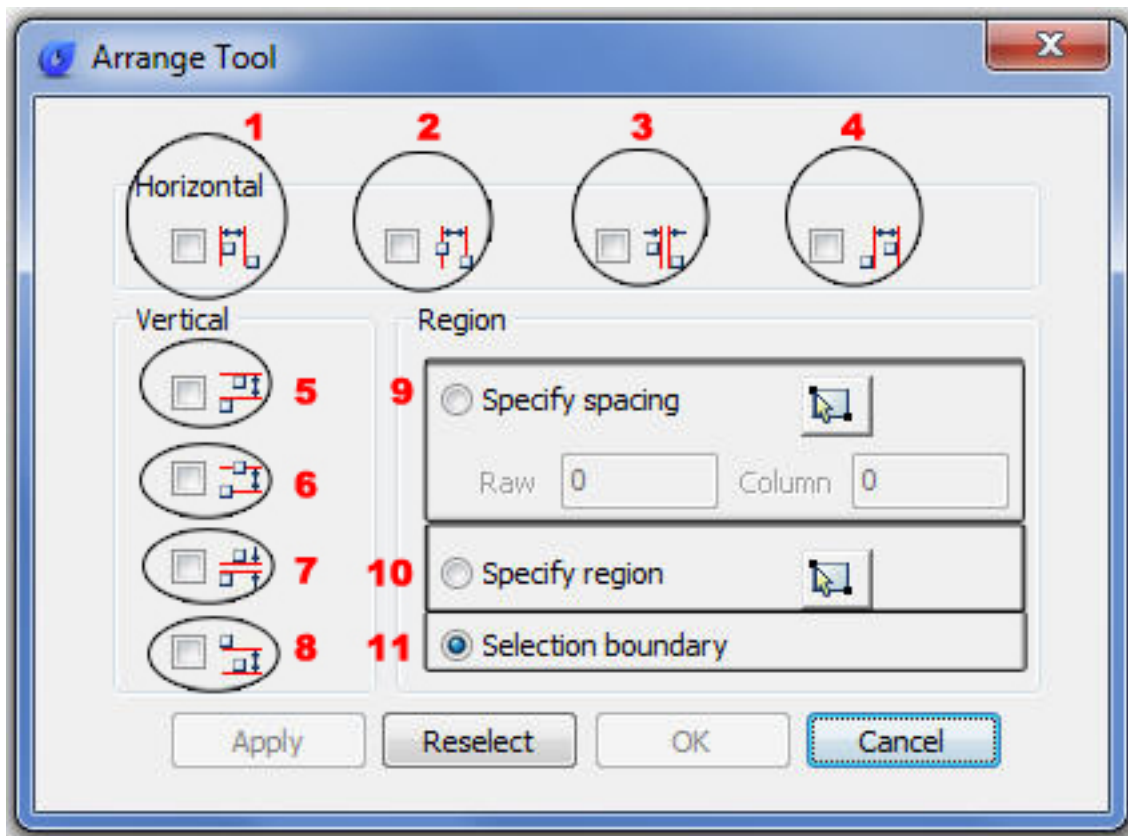 Arrange Tool
1 2 3 4
Horizontal
Vertical
5
6
7
8
Region
9 Specify spacing
Raw 0 Column 0
10 Specify region
11 Selection boundary
Apply Reselect OK Cancel